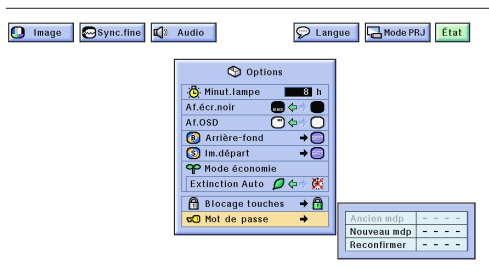 Image
Sync.fine
Audio
Langue
Mode PRJ
État
Options
Minut.lampe 8 h
Af.écr.noir
Af.OSD
Arrière-fond
Im.départ
Mode économie
Extinction Auto
Blocage touches
Mot de passe
Ancien mdp - - - -
Nouveau mdp - - - -
Reconfirmer - - - -